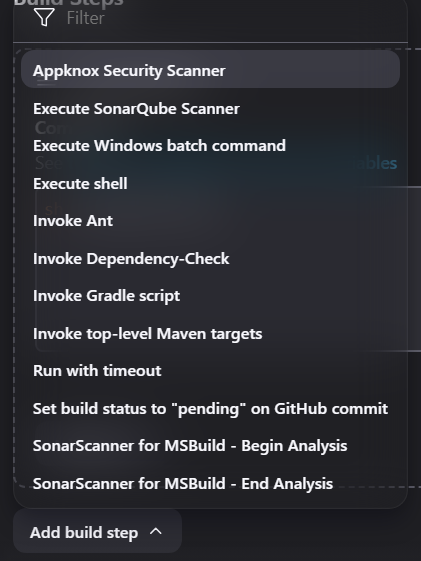 Build Steps
Filter
Appknox Security Scanner
Execute SonarQube Scanner
Execute Windows batch command
Execute shell
Invoke Ant
Invoke Dependency-Check
Invoke Gradle script
Invoke top-level Maven targets
Run with timeout
Set build status to "pending" on GitHub commit
SonarScanner for MSBuild - Begin Analysis
SonarScanner for MSBuild - End Analysis
Add build step